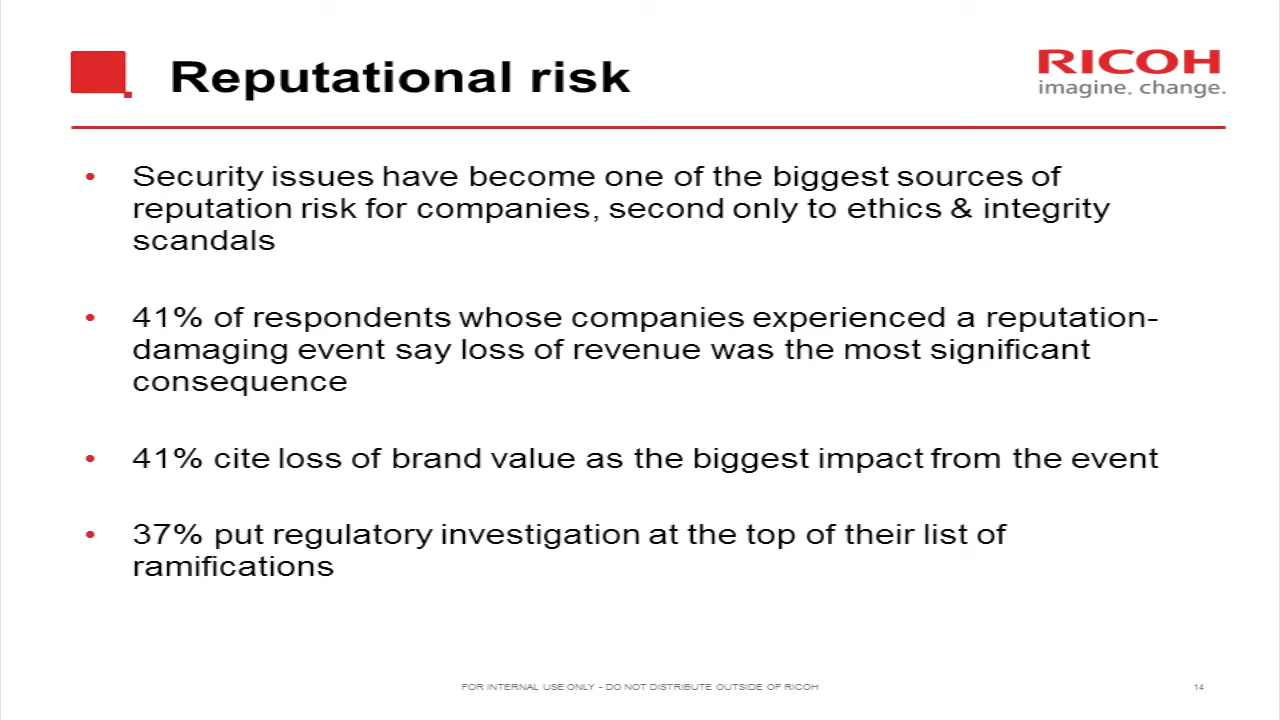 Reputational risk
RICOH
imagine. change.
• Security issues have become one of the biggest sources of
reputation risk for companies, second only to ethics & integrity
scandals
• 41% of respondents whose companies experienced a reputation-
damaging event say loss of revenue was the most significant
consequence
• 41% cite loss of brand value as the biggest impact from the event
• 37% put regulatory investigation at the top of their list of
ramifications
FOR INTERNAL USE ONLY - DO NOT DISTRIBUTE OUTSIDE OF RICOH
14